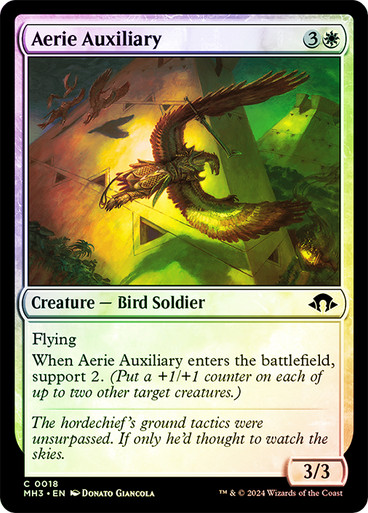 Aerie Auxiliary 3
Creature — Bird Soldier
Flying
When Aerie Auxiliary enters the battlefield,
support 2. (Put a +1/+1 counter on each of
up to two other target creatures.)
The hordechief's ground tactics were
unsurpassed. If only he'd thought to watch the
skies.
3/3
C 0018
MH3 • EN Donato Giancola
™ & © 2024 Wizards of the Coast